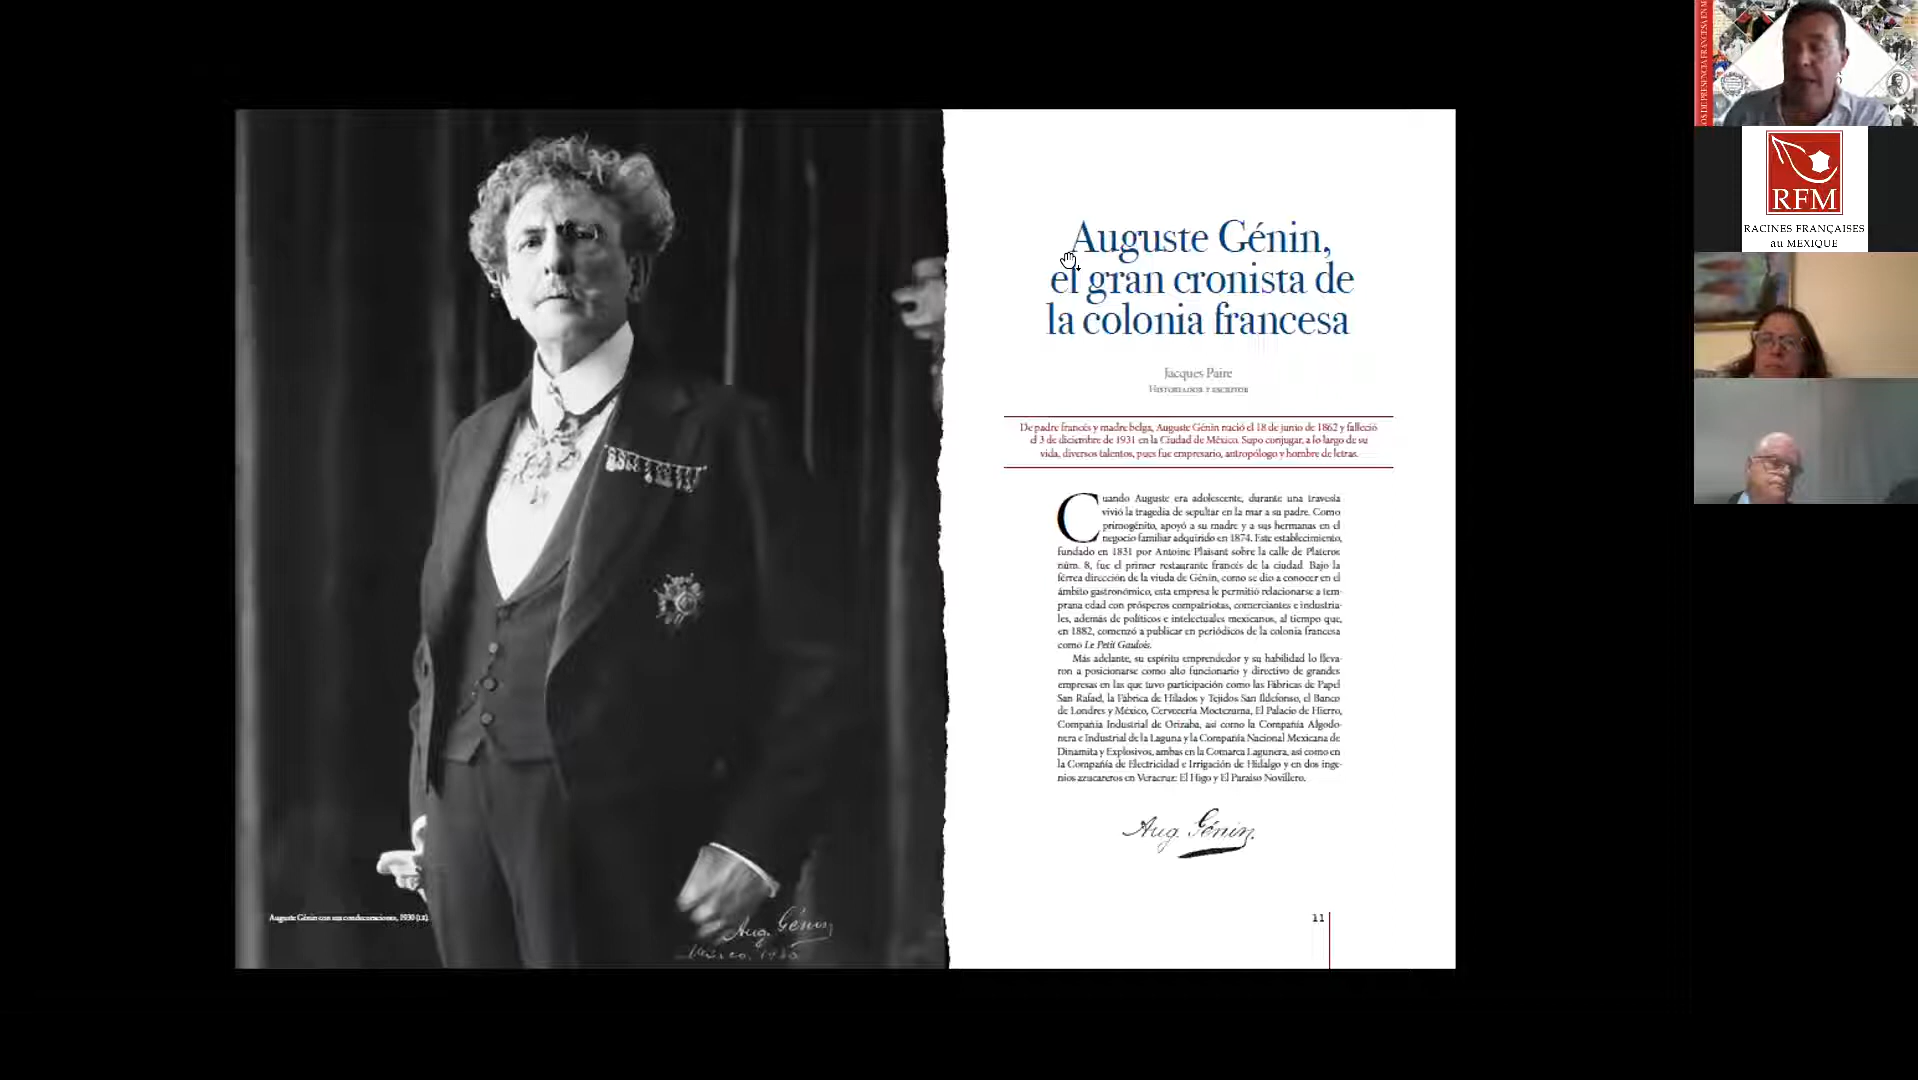 Auguste Génin,
el gran cronista de
la colonia francesa
Jacques Paire
HISTORIADOR Y ESCRITOR
De padre francés y madre belga, Auguste Génin nació el 18 de junio de 1862 y falleció
el 3 de diciembre de 1931 en la Ciudad de México. Supo conjugar, a lo largo de su
vida, diversos talentos, pues fue empresario, antropólogo y hombre de letras.
Cuando Auguste era adolescente, durante una travesía
vivió la tragedia de sepultar en la mar a su padre. Como
primogénito, apoyó a su madre y a sus hermanas en el
negocio familiar adquirido en 1874. Este establecimiento,
fundado en 1831 por Antoine Plaisant sobre la calle de Plateros
núm. 8, fue el primer restaurante francés de la ciudad. Bajo la
férrea dirección de la viuda de Génin, como se dio a conocer en el
ámbito gastronómico, esta empresa le permitió relacionarse a tem-
prana edad con prósperos compatriotas, comerciantes e industria-
les, además de políticos e intelectuales mexicanos, al tiempo que,
en 1882, comenzó a publicar en periódicos de la colonia francesa
como Le Petit Gaulois.
Más adelante, su espíritu emprendedor y su habilidad lo lleva-
ron a posicionarse como alto funcionario y directivo de grandes
empresas en las que tuvo participación como las Fábricas de Papel
San Rafael, la Fábrica de Hilados y Tejidos San Ildefonso, el Banco
de Londres y México, Cervecería Moctezuma, El Palacio de Hierro,
Compañía Industrial de Orizaba, así como la Compañía Algodo-
nera e Industrial de la Laguna y la Compañía Nacional Mexicana de
Dinamita y Explosivos, ambas en la Comarca Lagunera, así como en
la Compañía de Electricidad e Irrigación de Hidalgo y en dos inge-
nios azucareros en Veracruz: El Higo y El Paraíso Novillero.
Aug. Génin
11
Auguste Génin con sus condecoraciones, 1930
Aug. Génin
México, 1930
OS DE PRESENCIA FRANCESA EN
RFM
RACINES FRANÇAISES
au MEXIQUE